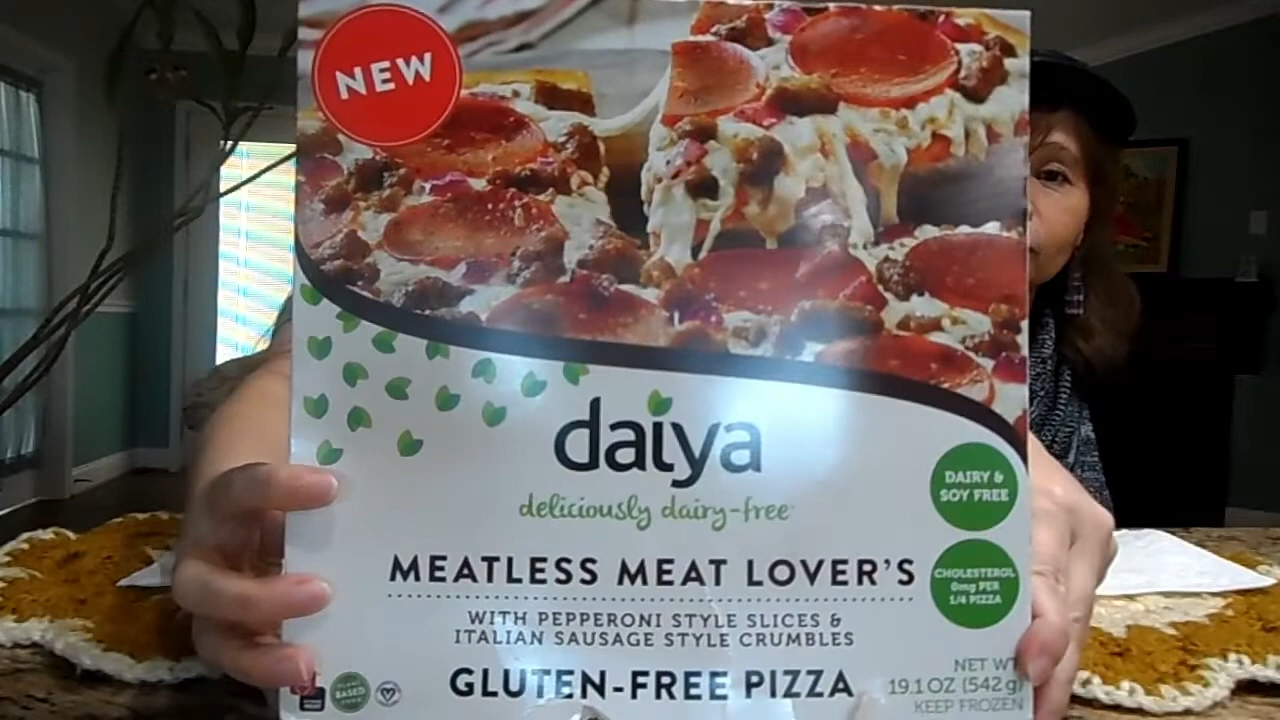 NEW
daiya
deliciously dairy-free
DAIRY &
SOY FREE
MEATLESS MEAT LOVER'S
CHOLESTEROL
0mg PER
1/4 PIZZA
WITH PEPPERONI STYLE SLICES &
ITALIAN SAUSAGE STYLE CRUMBLES
GLUTEN-FREE PIZZA
NET WT
19.1 OZ (542 g)
KEEP FROZEN
BASED